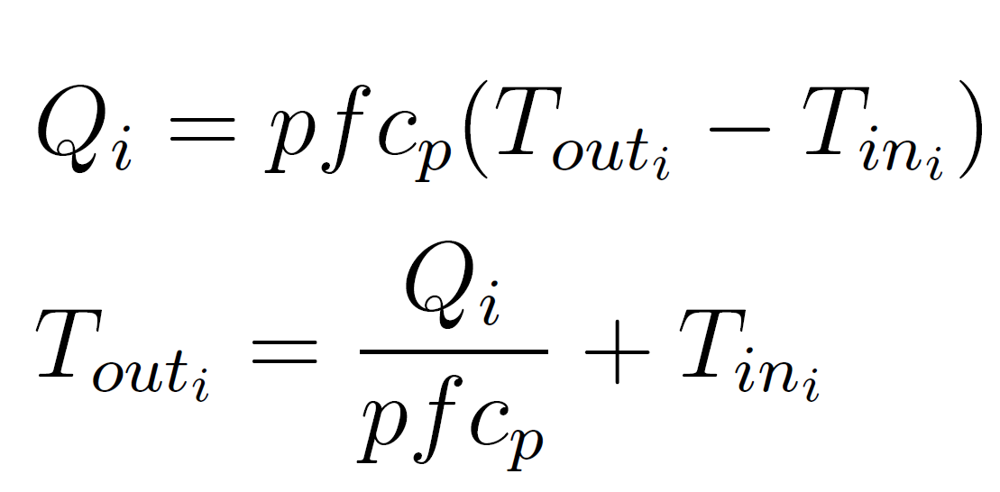 Q_i = pfc_p(T_{out_i} − T_{in_i})
T_{out_i} = \frac{Q_i}{pfc_p} + T_{in_i}